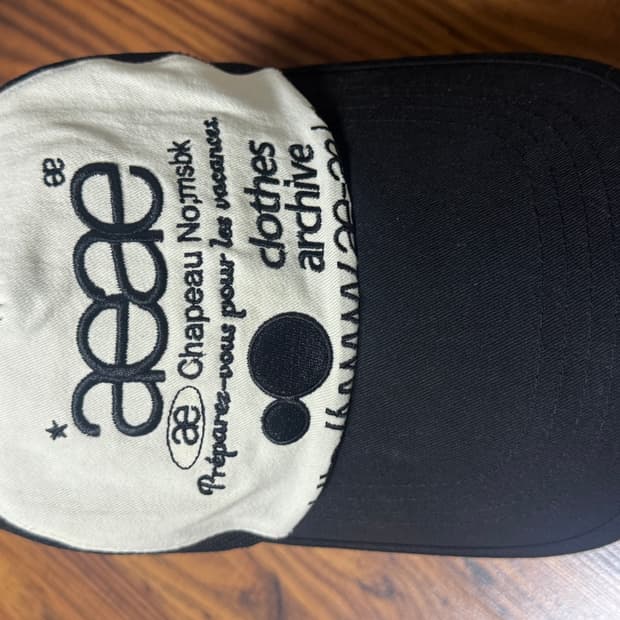 æ
aeae
æ Chapeau No;msbk
Préparez-vous pour les vacances.
clothes
archive